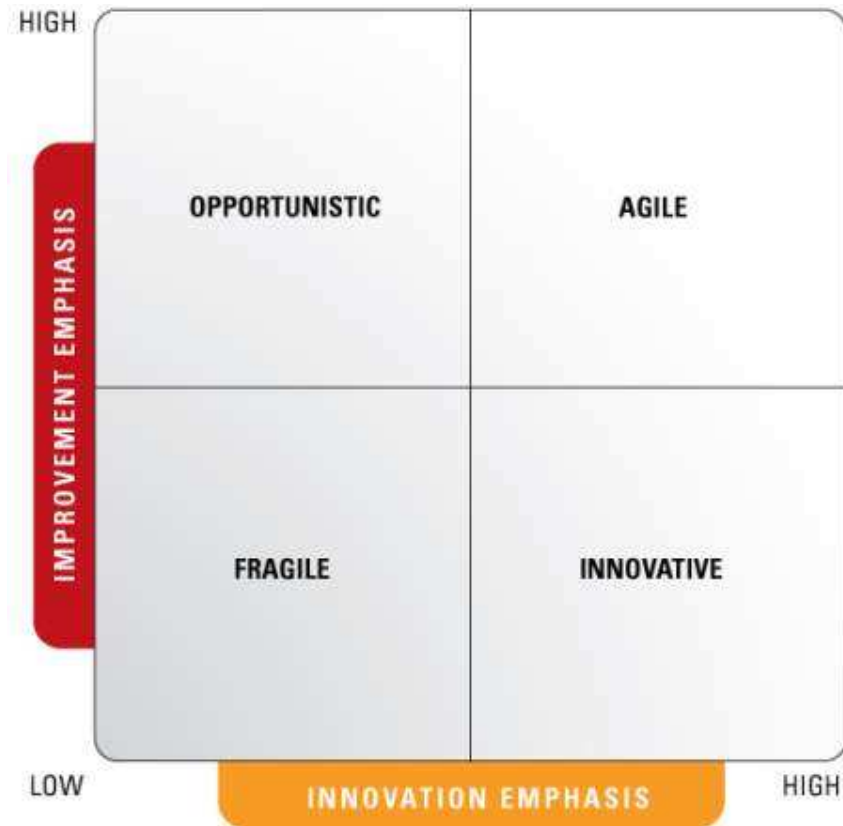 HIGH
IMPROVEMENT EMPHASIS
OPPORTUNISTIC
AGILE
FRAGILE
INNOVATIVE
LOW
INNOVATION EMPHASIS
HIGH